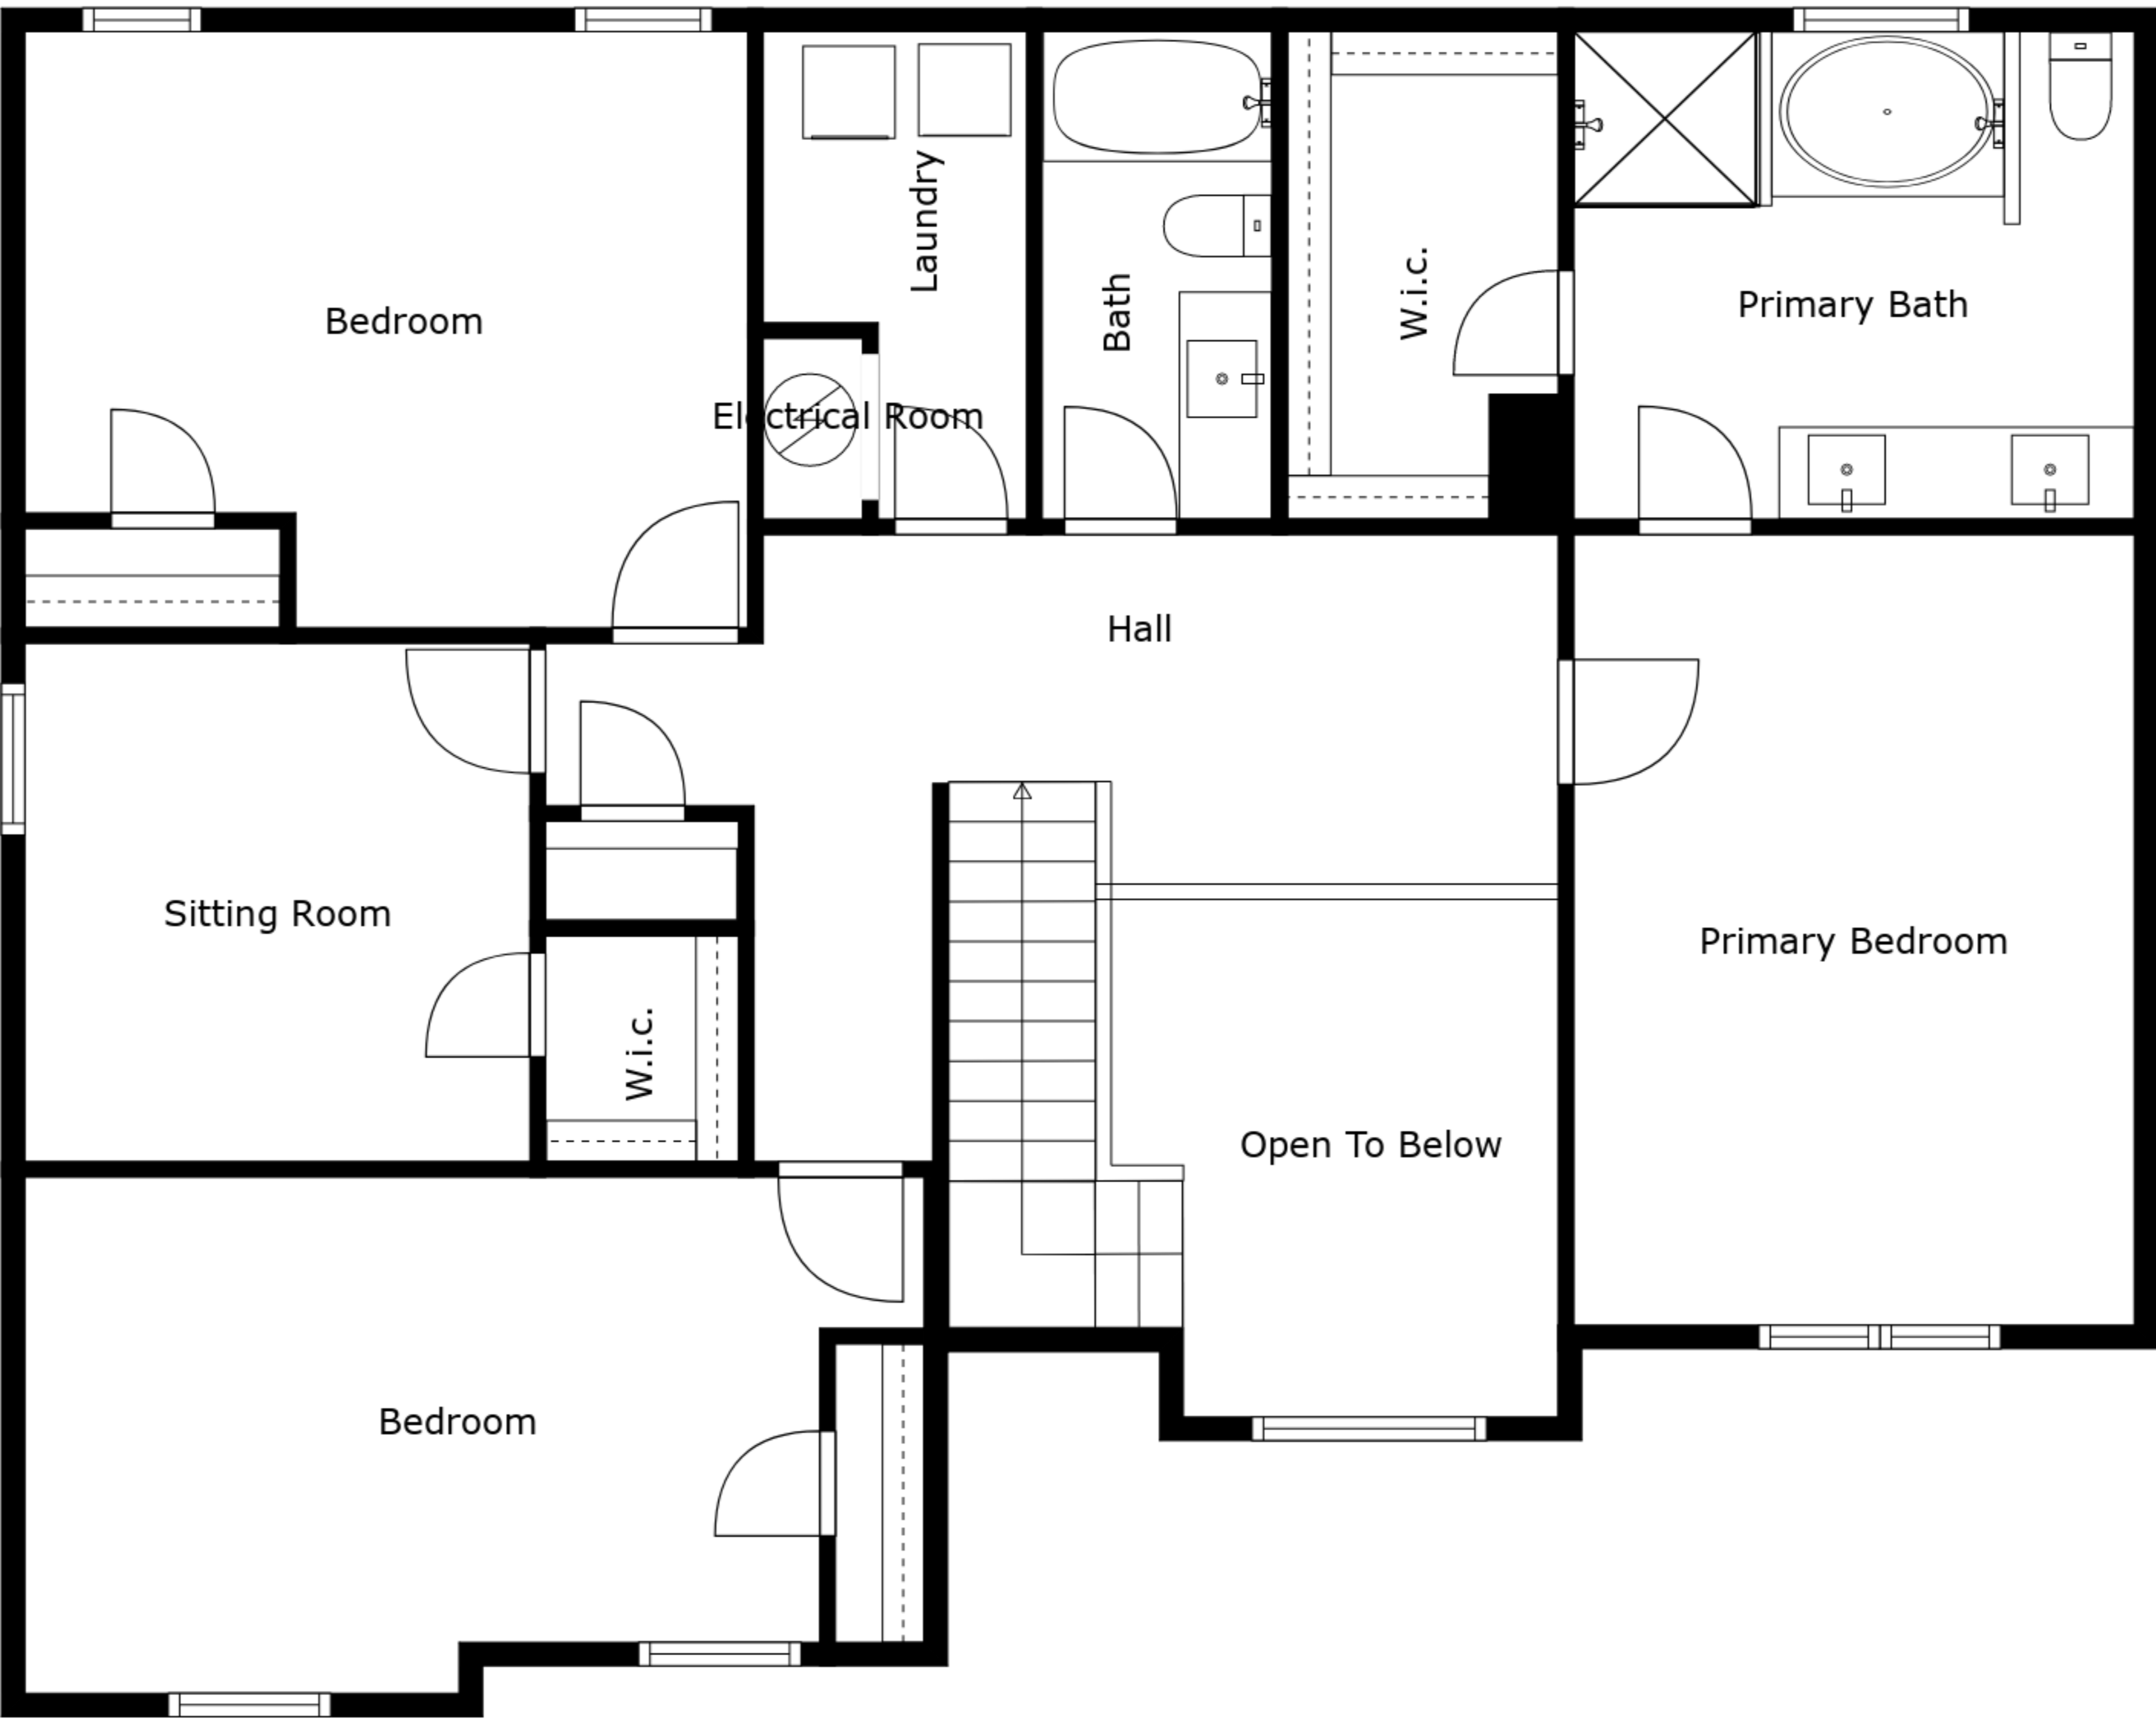 Bedroom
Laundry
Electrical Room
Bath
W.i.c.
Primary Bath
Hall
Sitting Room
W.i.c.
Primary Bedroom
Open To Below
Bedroom